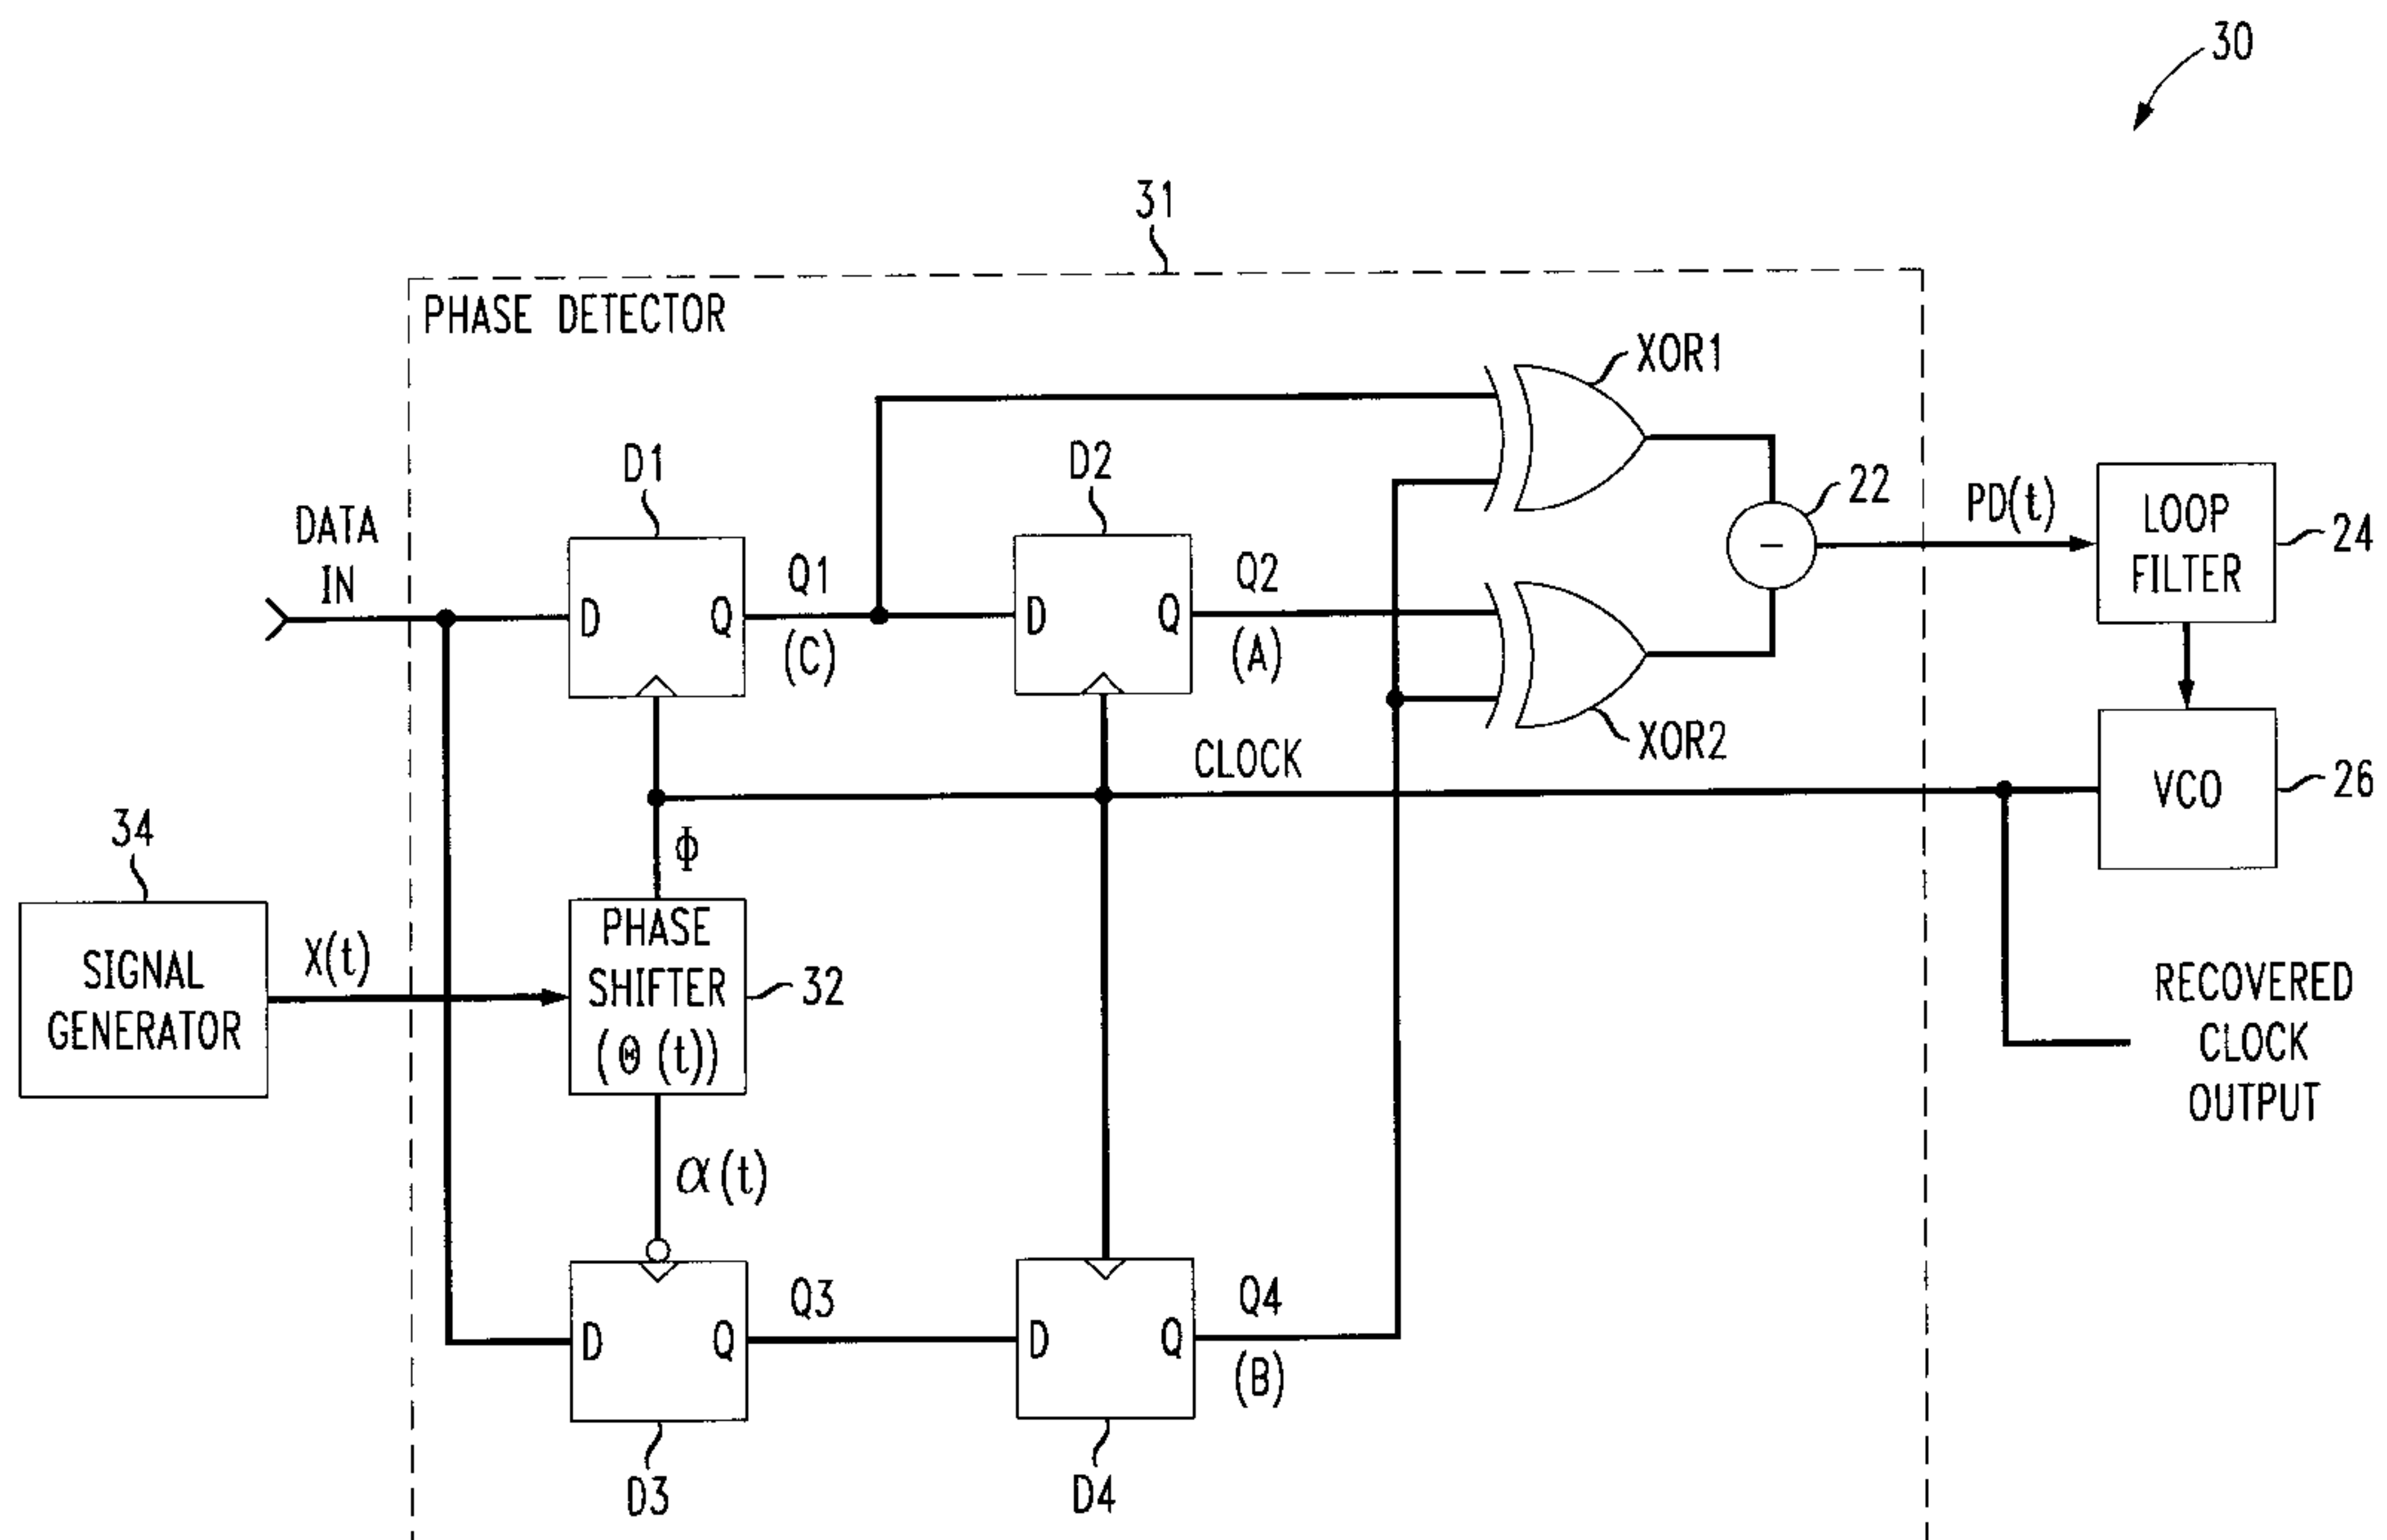 30
31
PHASE DETECTOR
XOR1
D1
D2
DATA
IN
D
Q
Q1
(C)
D
Q
Q2
(A)
22
PD(t)
LOOP
FILTER
24
XOR2
CLOCK
VCO
26
34
SIGNAL
GENERATOR
X(t)
Φ
PHASE
SHIFTER
(Θ (t))
32
RECOVERED
CLOCK
OUTPUT
α(t)
D
Q
Q3
D
Q
Q4
(B)
D3
D4